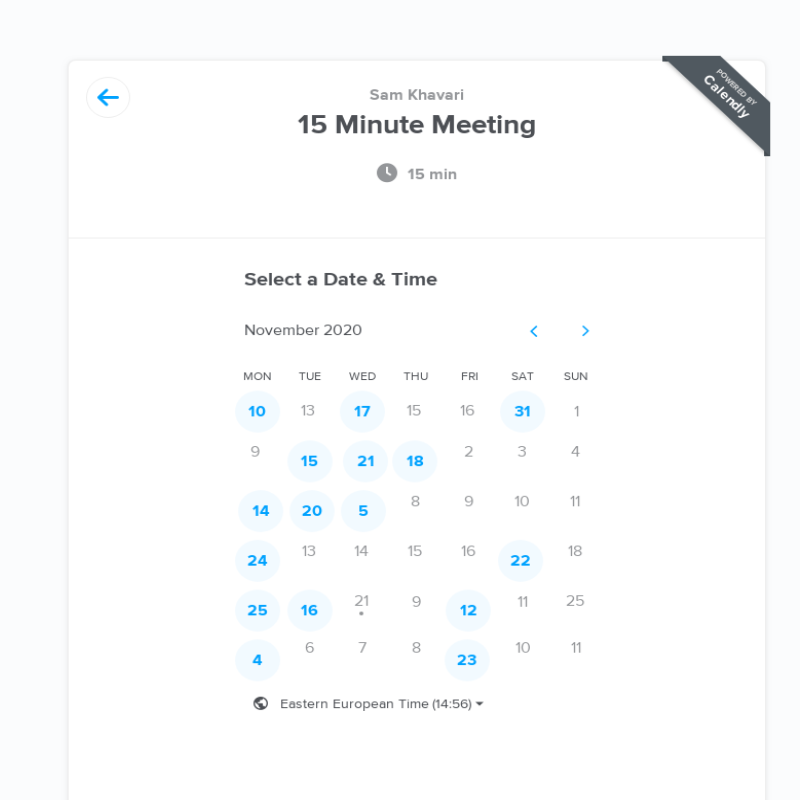 POWERED BY
Calendly
Sam Khavari
15 Minute Meeting
15 min
Select a Date & Time
November 2020
MON TUE WED THU FRI SAT SUN
10 13 17 15 16 31 1
9 15 21 18 2 3 4
14 20 5 8 9 10 11
24 13 14 15 16 22 18
25 16 21 9 12 11 25
4 6 7 8 23 10 11
Eastern European Time (14:56)